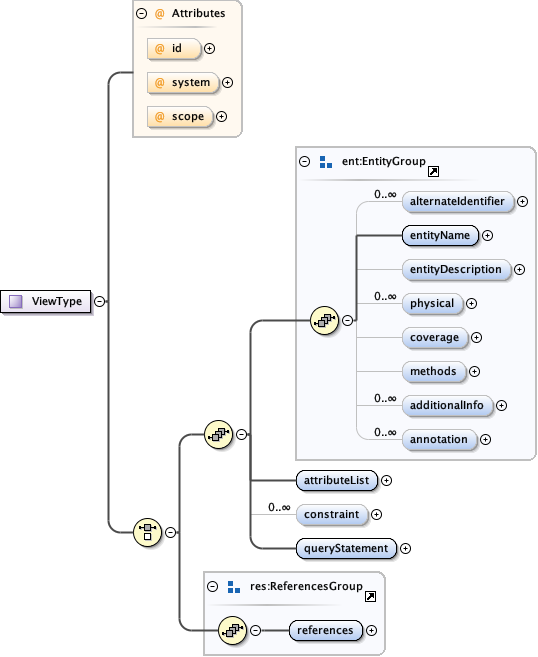 Attributes
@ id
@ system
@ scope
ent:EntityGroup
0..∞
alternateIdentifier
entityName
entityDescription
0..∞
physical
coverage
methods
0..∞
additionalInfo
0..∞
annotation
ViewType
attributeList
0..∞
constraint
queryStatement
res:ReferencesGroup
references